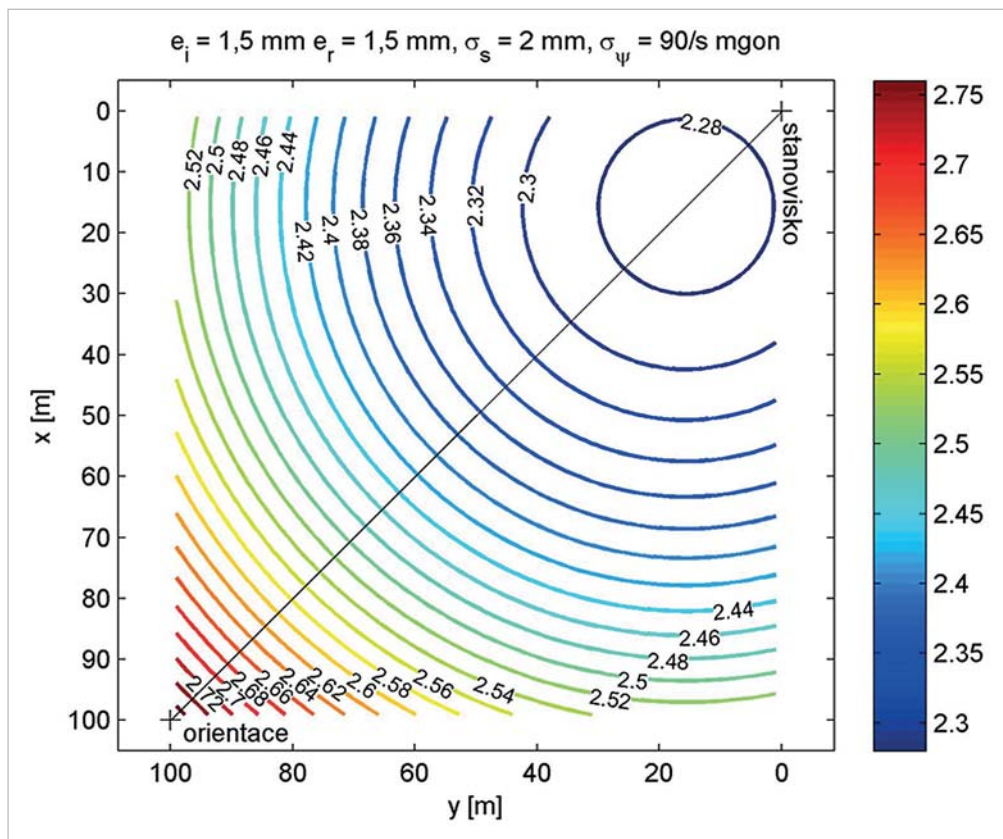 e_i = 1,5 mm e_r = 1,5 mm, σ_s = 2 mm, σ_ψ = 90/s mgon
x [m]
0
10
20
30
40
50
60
70
80
90
100
100 80 60 40 20 0
y [m]
stanovisko
orientace
2.52 2.5 2.48 2.46 2.44 2.42 2.4 2.38 2.36 2.34 2.32 2.3 2.28
2.72 2.7 2.68 2.66 2.64 2.62 2.6 2.58 2.56 2.54 2.52 2.5 2.48 2.46 2.44
2.75
2.7
2.65
2.6
2.55
2.5
2.45
2.4
2.35
2.3